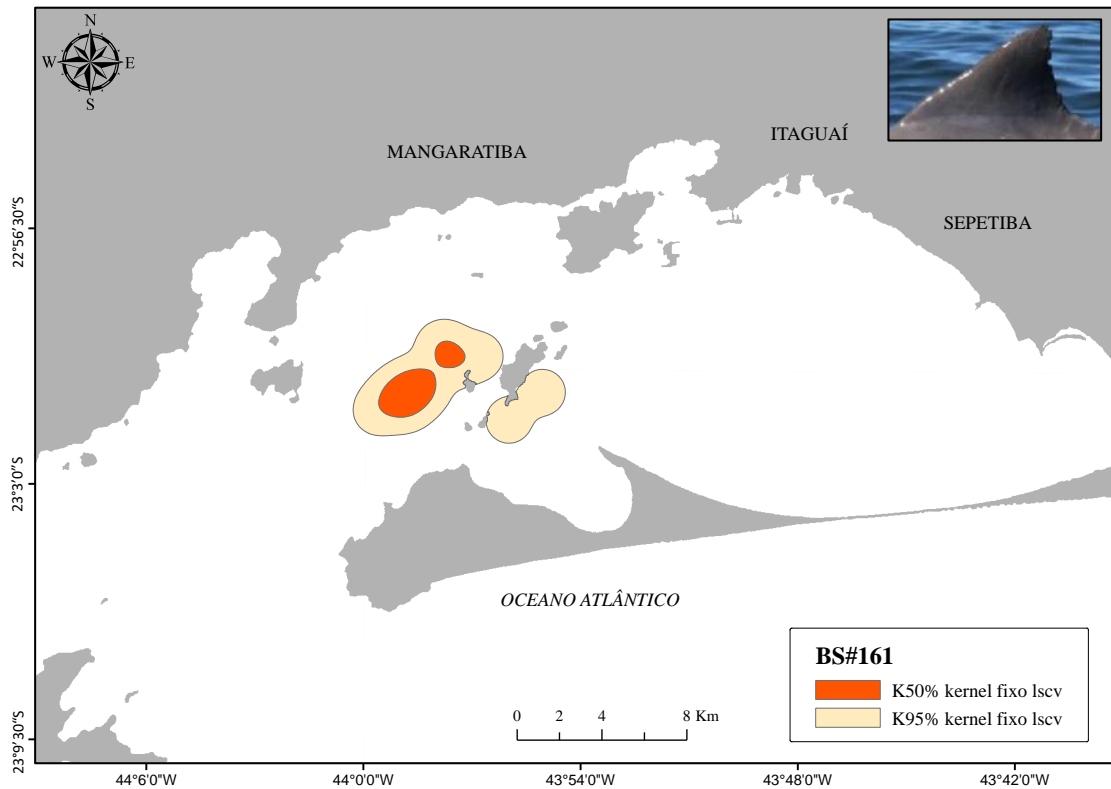 N
W E
S
MANGARATIBA
ITAGUAÍ
SEPETIBA
22°56'30"S
23°3'0"S
23°9'30"S
OCEANO ATLÂNTICO
BS#161
K50% kernel fixo lscv
K95% kernel fixo lscv
0 2 4 8 Km
44°6'0"W 44°0'0"W 43°54'0"W 43°48'0"W 43°42'0"W